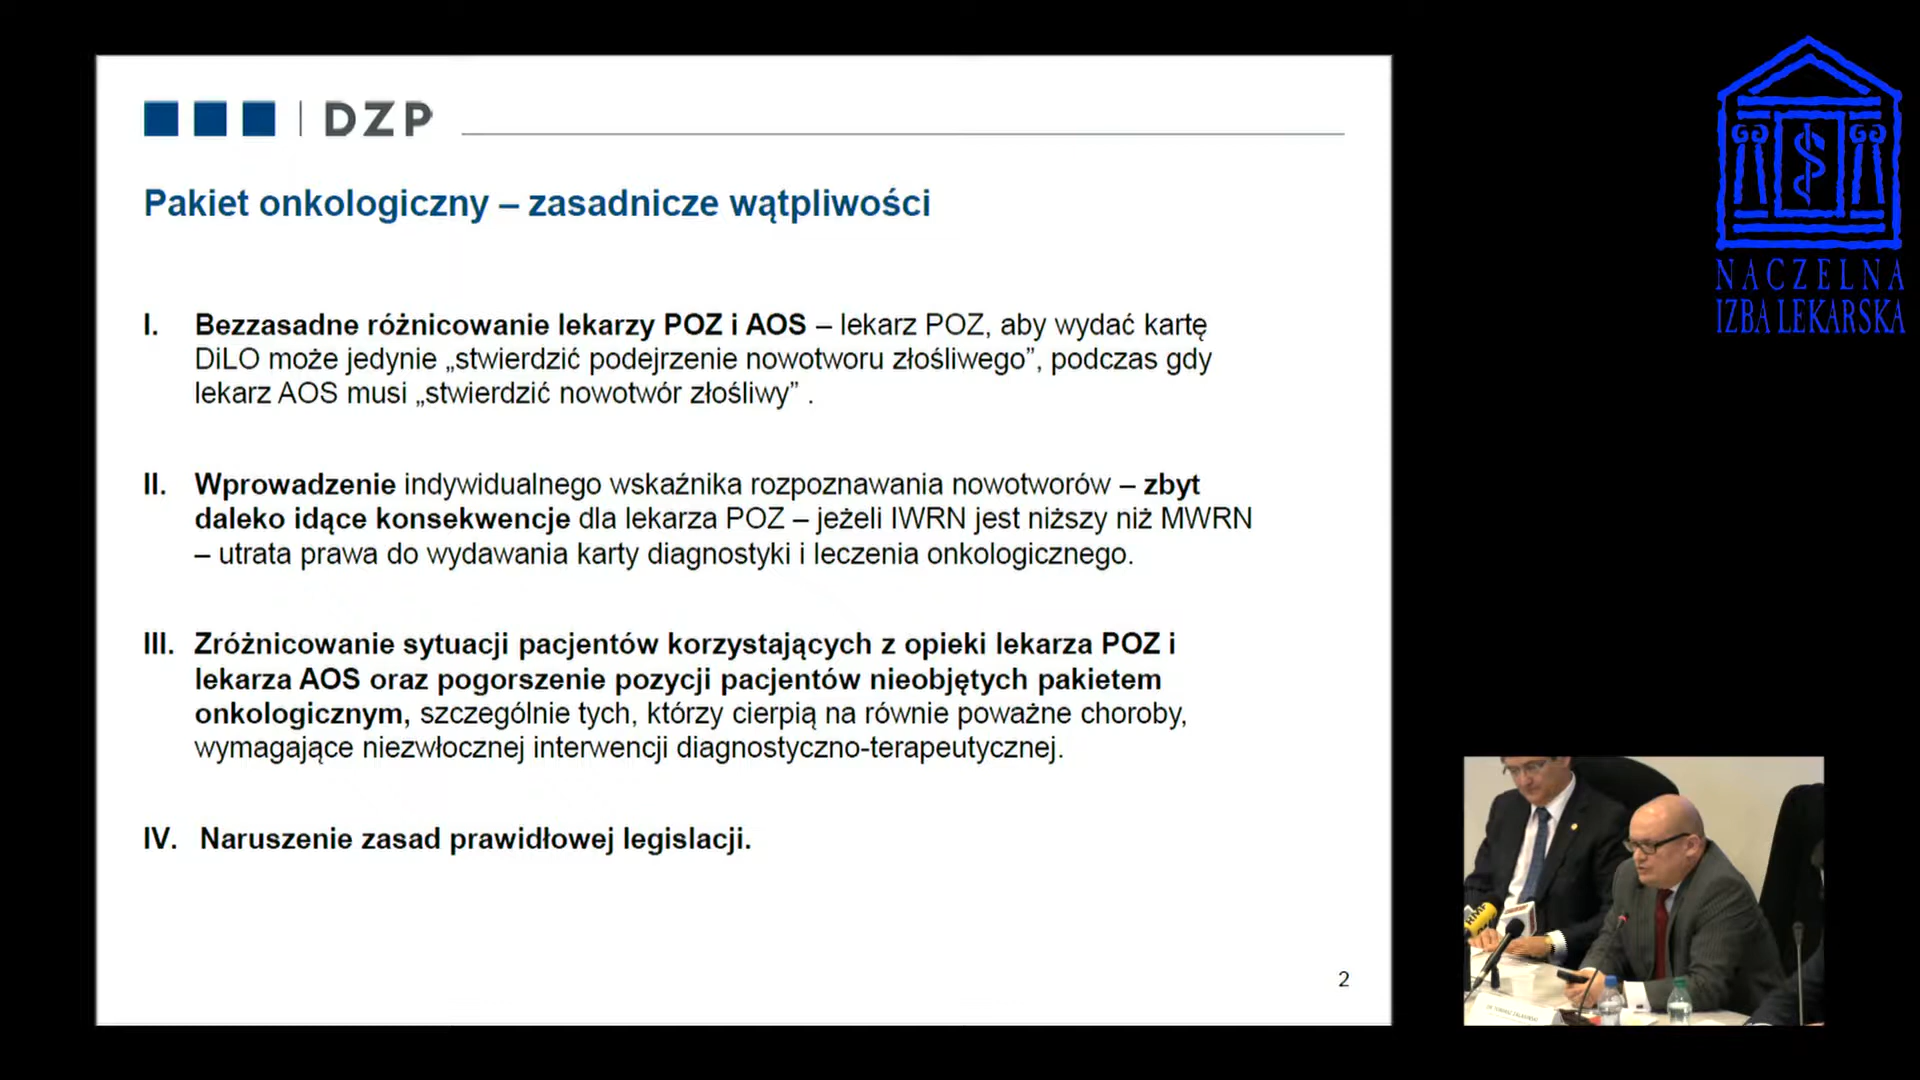 DZP
Pakiet onkologiczny – zasadnicze wątpliwości
I. Bezzasadne różnicowanie lekarzy POZ i AOS – lekarz POZ, aby wydać kartę
DiLO może jedynie „stwierdzić podejrzenie nowotworu złośliwego”, podczas gdy
lekarz AOS musi „stwierdzić nowotwór złośliwy” .
II. Wprowadzenie indywidualnego wskaźnika rozpoznawania nowotworów – zbyt
daleko idące konsekwencje dla lekarza POZ – jeżeli IWRN jest niższy niż MWRN
– utrata prawa do wydawania karty diagnostyki i leczenia onkologicznego.
III. Zróżnicowanie sytuacji pacjentów korzystających z opieki lekarza POZ i
lekarza AOS oraz pogorszenie pozycji pacjentów nieobjętych pakietem
onkologicznym, szczególnie tych, którzy cierpią na równie poważne choroby,
wymagające niezwłocznej interwencji diagnostyczno-terapeutycznej.
IV. Naruszenie zasad prawidłowej legislacji.
2
NACZELNA
IZBA LEKARSKA
RMF